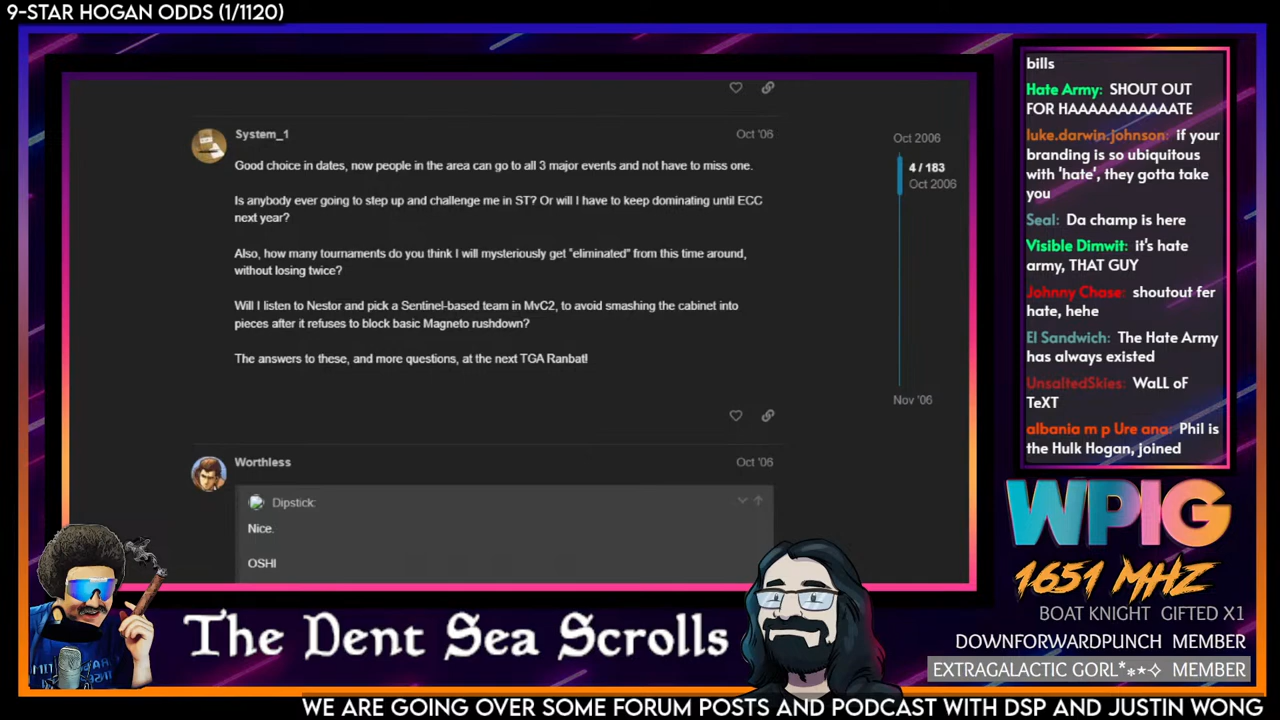 9-STAR HOGAN ODDS (1/1120)
System_1
Oct '06
Good choice in dates, now people in the area can go to all 3 major events and not have to miss one.
Is anybody ever going to step up and challenge me in ST? Or will I have to keep dominating until ECC
next year?
Also, how many tournaments do you think I will mysteriously get "eliminated" from this time around,
without losing twice?
Will I listen to Nestor and pick a Sentinel-based team in MvC2, to avoid smashing the cabinet into
pieces after it refuses to block basic Magneto rushdown?
The answers to these, and more questions, at the next TGA Ranbat!
Worthless
Oct '06
Dipstick:
Nice.
OSHI
Oct 2006
4 / 183
Oct 2006
Nov '06
bills
Hate Army: SHOUT OUT
FOR HAAAAAAAAAAATE
luke.darwin.johnson: if your
branding is so ubiquitous
with 'hate', they gotta take
you
Seal: Da champ is here
Visible Dimwit: it's hate
army, THAT GUY
Johnny Chase: shoutout fer
hate, hehe
El Sandwich: The Hate Army
has always existed
UnsaltedSkies: WaLL of
TeXT
albania m p Ure ana: Phil is
the Hulk Hogan, joined
WPIG
1651 MHZ
BOAT KNIGHT GIFTED X1
DOWNFORWARDPUNCH MEMBER
EXTRAGALACTIC GORL*⁎⋆✧ MEMBER
The Dent Sea Scrolls
WE ARE GOING OVER SOME FORUM POSTS AND PODCAST WITH DSP AND JUSTIN WONG